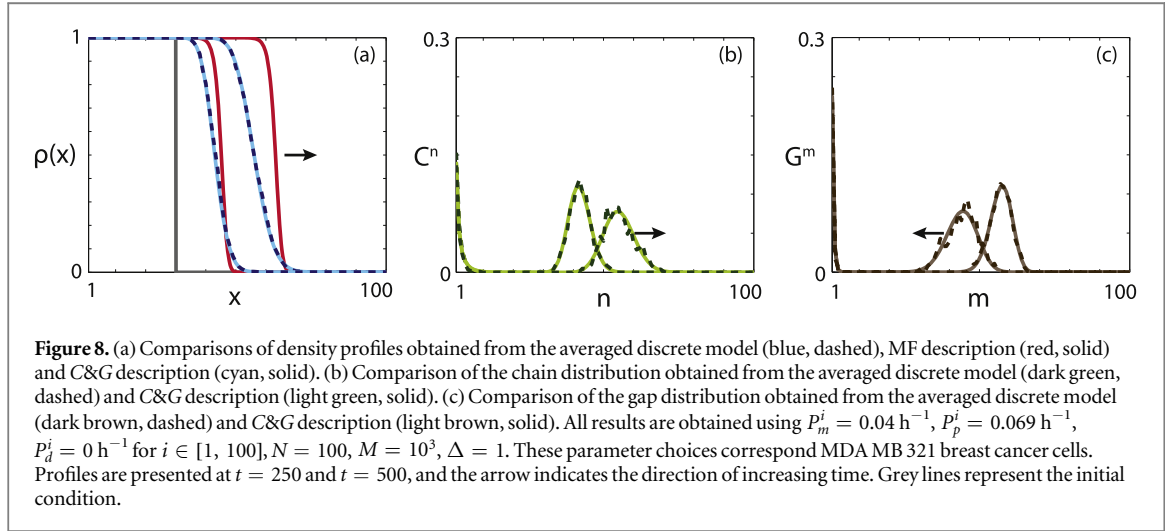 1
(a)
ρ(x)
0
1
x
100
0.3
(b)
Cⁿ
0
1
n
100
0.3
(c)
Gᵐ
0
1
m
100
Figure 8. (a) Comparisons of density profiles obtained from the averaged discrete model (blue, dashed), MF description (red, solid)
and C&G description (cyan, solid). (b) Comparison of the chain distribution obtained from the averaged discrete model (dark green,
dashed) and C&G description (light green, solid). (c) Comparison of the gap distribution obtained from the averaged discrete model
(dark brown, dashed) and C&G description (light brown, solid). All results are obtained using $P_m^i = 0.04\,h^{-1}$, $P_p^i = 0.069\,h^{-1}$,
$P_d^i = 0\,h^{-1}$ for i ∈ [1, 100], N = 100, M = 10³, Δ = 1. These parameter choices correspond MDA MB 321 breast cancer cells.
Profiles are presented at t = 250 and t = 500, and the arrow indicates the direction of increasing time. Grey lines represent the initial
condition.